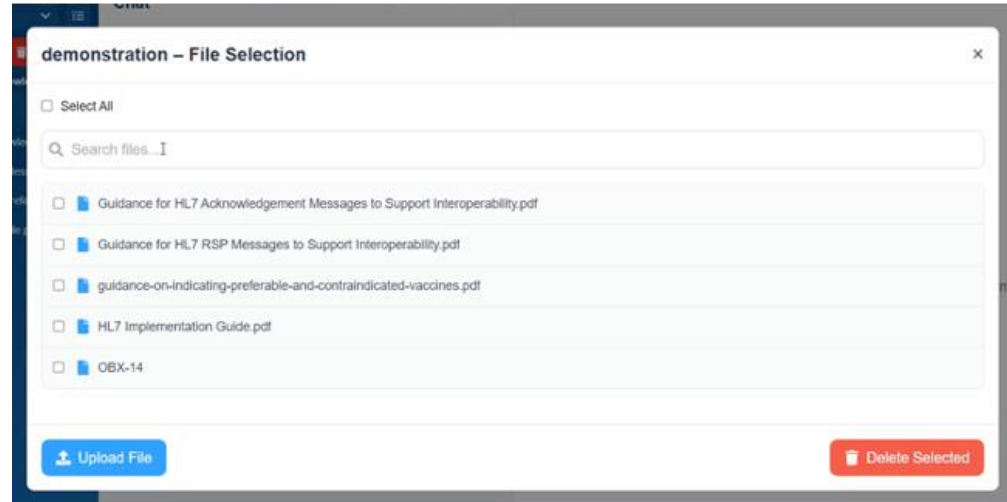 demonstration – File Selection
×
Select All
Search files...
Guidance for HL7 Acknowledgement Messages to Support Interoperability.pdf
Guidance for HL7 RSP Messages to Support Interoperability.pdf
guidance-on-indicating-preferable-and-contraindicated-vaccines.pdf
HL7 Implementation Guide.pdf
OBX-14
Upload File
Delete Selected